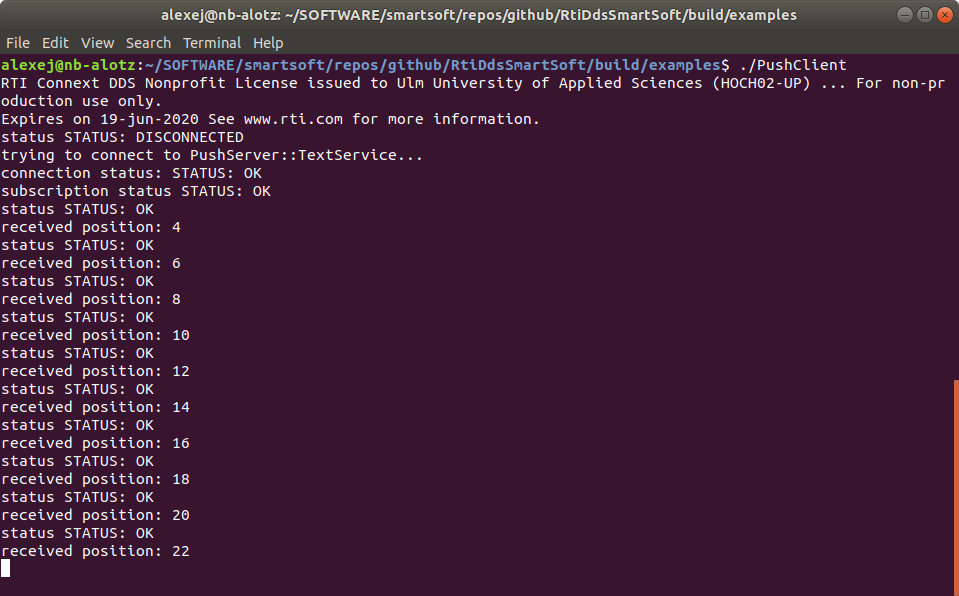 alexej@nb-alotz: ~/SOFTWARE/smartsoft/repos/github/RtiDdsSmartSoft/build/examples
File Edit View Search Terminal Help
alexej@nb-alotz:~/SOFTWARE/smartsoft/repos/github/RtiDdsSmartSoft/build/examples$ ./PushClient
RTI Connext DDS Nonprofit License issued to Ulm University of Applied Sciences (HOCH02-UP) ... For non-pr
oduction use only.
Expires on 19-jun-2020 See www.rti.com for more information.
status STATUS: DISCONNECTED
trying to connect to PushServer::TextService...
connection status: STATUS: OK
subscription status STATUS: OK
status STATUS: OK
received position: 4
status STATUS: OK
received position: 6
status STATUS: OK
received position: 8
status STATUS: OK
received position: 10
status STATUS: OK
received position: 12
status STATUS: OK
received position: 14
status STATUS: OK
received position: 16
status STATUS: OK
received position: 18
status STATUS: OK
received position: 20
status STATUS: OK
received position: 22